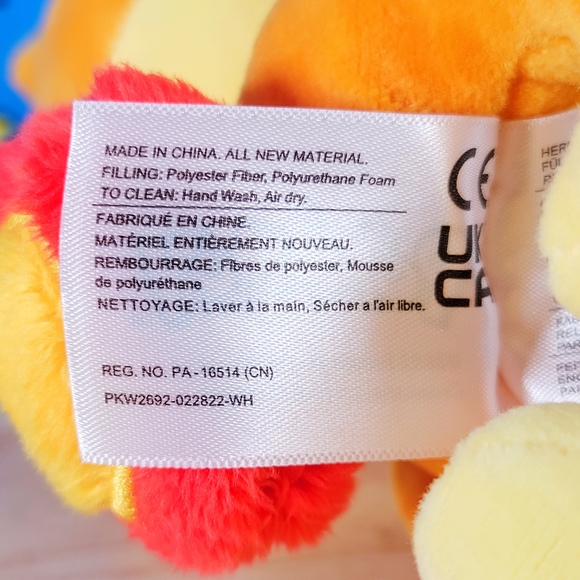 MADE IN CHINA. ALL NEW MATERIAL.
FILLING: Polyester Fiber, Polyurethane Foam
TO CLEAN: Hand Wash, Air dry.
FABRIQUÉ EN CHINE.
MATÉRIEL ENTIÈREMENT NOUVEAU.
REMBOURRAGE: Fibres de polyester, Mousse
de polyuréthane
NETTOYAGE: Laver à la main, Sécher a l'air libre.
REG. NO. PA-16514 (CN)
PKW2692-022822-WH
CE
UK
CA